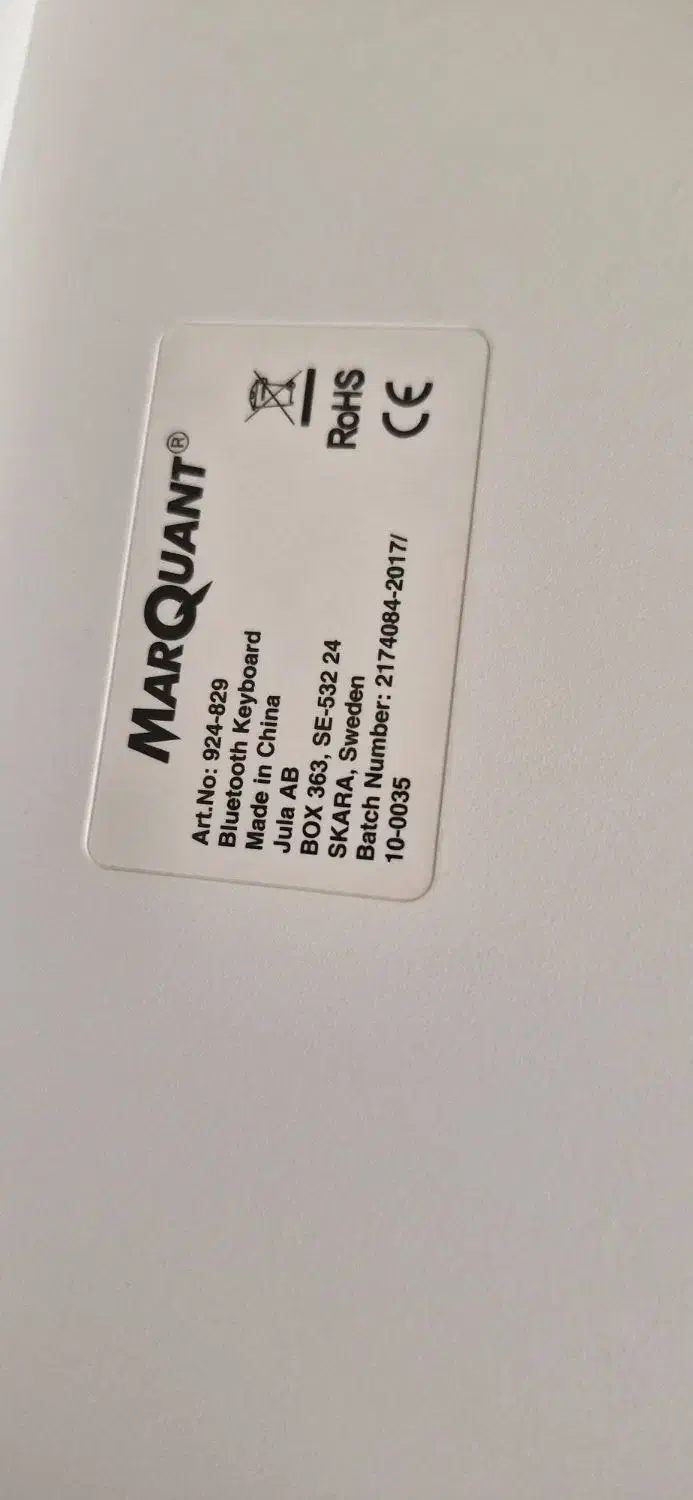 MARQUANT®
Art.No: 924-829
Bluetooth Keyboard
Made in China
Jula AB
BOX 363, SE-532 24
SKARA, Sweden
Batch Number: 2174084-2017/
10-0035
RoHS
CE